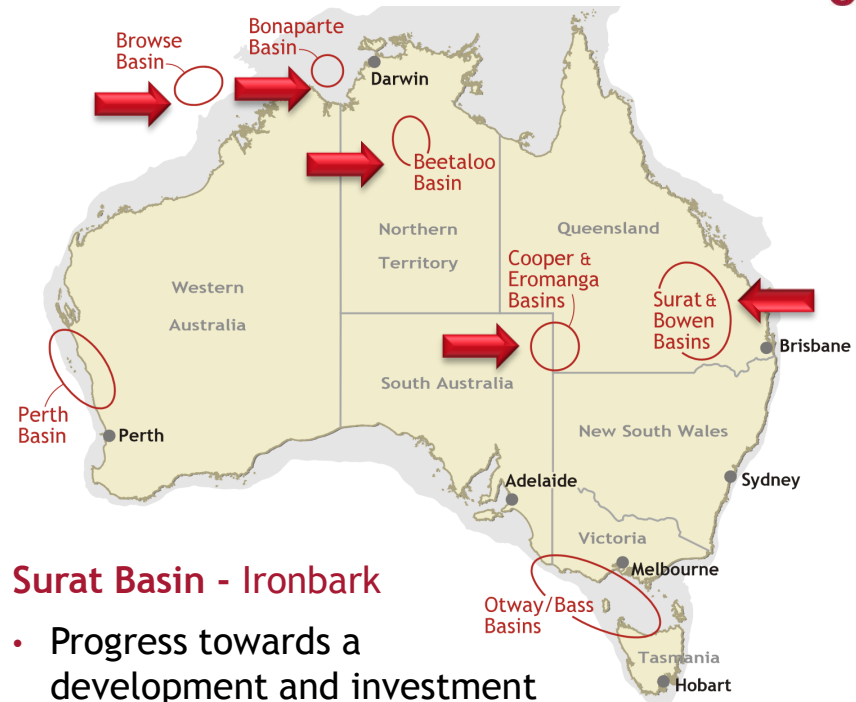 Bonaparte
Basin
Browse
Basin
Darwin
Beetaloo
Basin
Northern
Territory
Queensland
Cooper &
Eromanga
Basins
Western
Australia
Surat &
Bowen
Basins
Brisbane
South Australia
Perth
Basin
Perth
New South Wales
Adelaide
Sydney
Victoria
Melbourne
Otway/Bass
Basins
Tasmania
Hobart
Surat Basin - Ironbark
• Progress towards a
development and investment